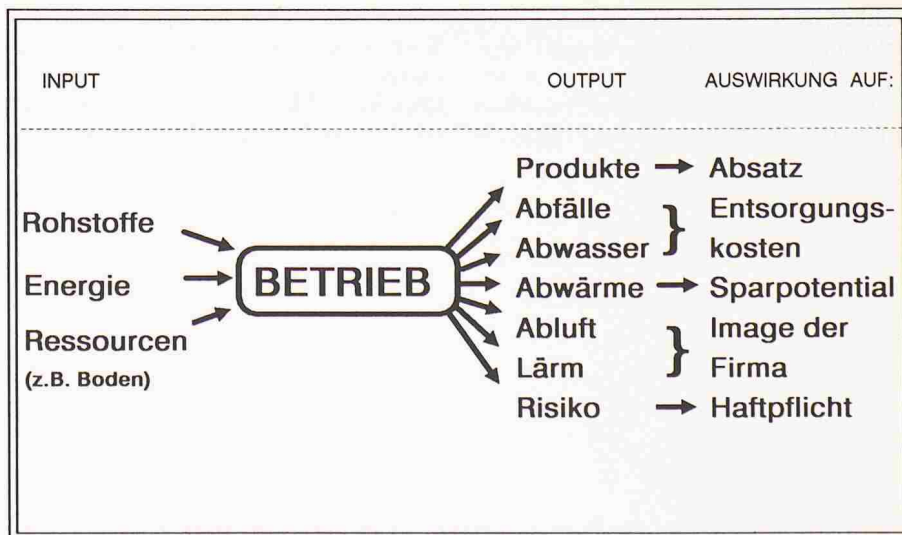 INPUT
OUTPUT
AUSWIRKUNG AUF:
Rohstoffe
Energie
Ressourcen
(z.B. Boden)
BETRIEB
Produkte
Abfälle
Abwasser
Abwärme
Abluft
Lärm
Risiko
Absatz
Entsorgungs-
kosten
Sparpotential
Image der
Firma
Haftpflicht